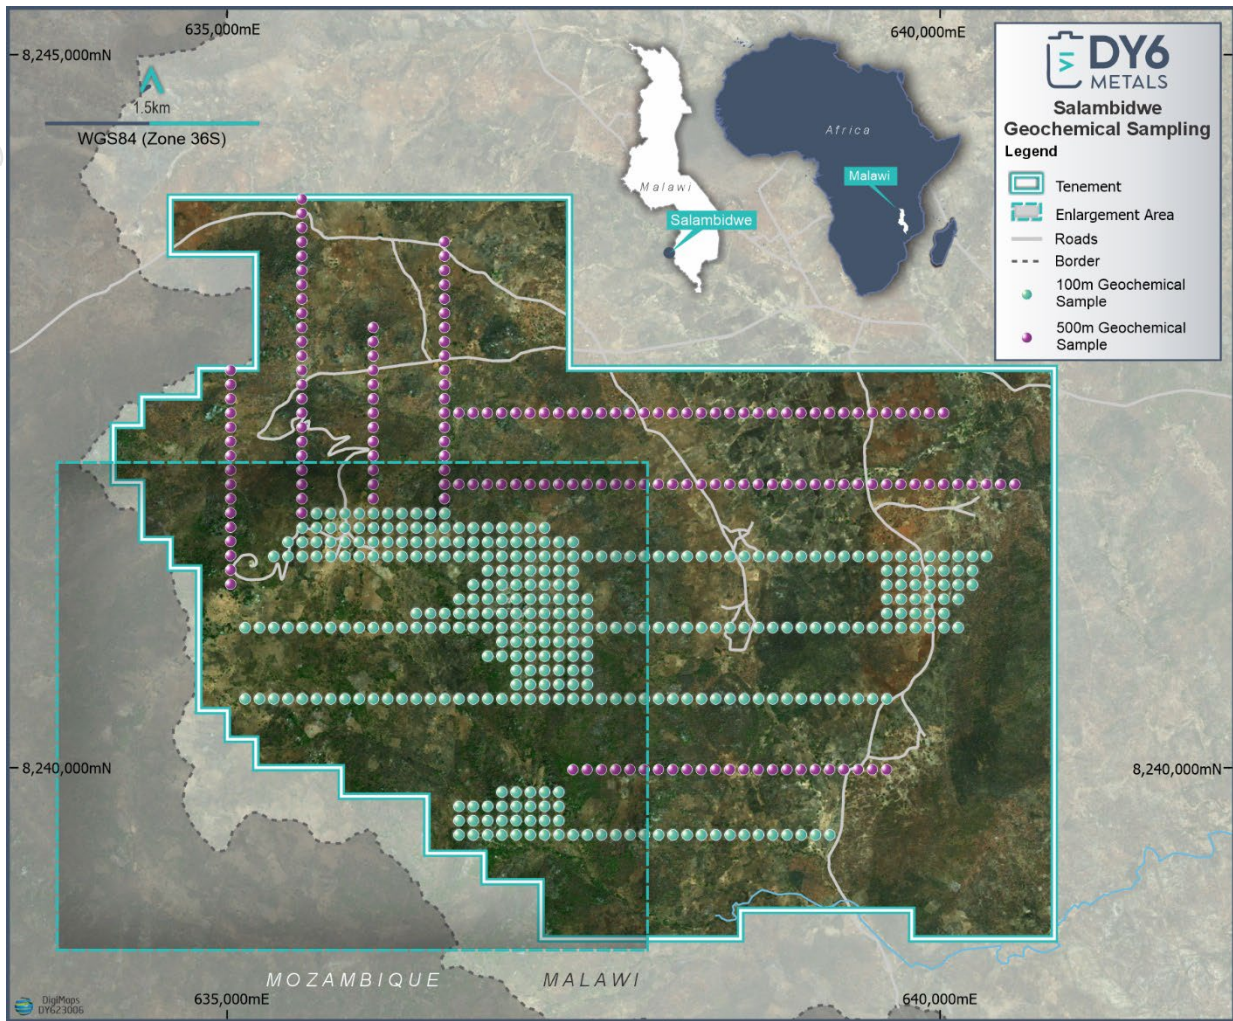 635,000mE
640,000mE
8,245,000mN
1.5km
WGS84 (Zone 36S)
DY6
METALS
Salambidwe
Geochemical Sampling
Legend
Tenement
Enlargement Area
Roads
Border
100m Geochemical
Sample
500m Geochemical
Sample
Africa
Malawi
Malawi
Salambidwe
8,240,000mN
8,240,000mN
MOZAMBIQUE
MALAWI
635,000mE
640,000mE
DigiMaps
DY623006